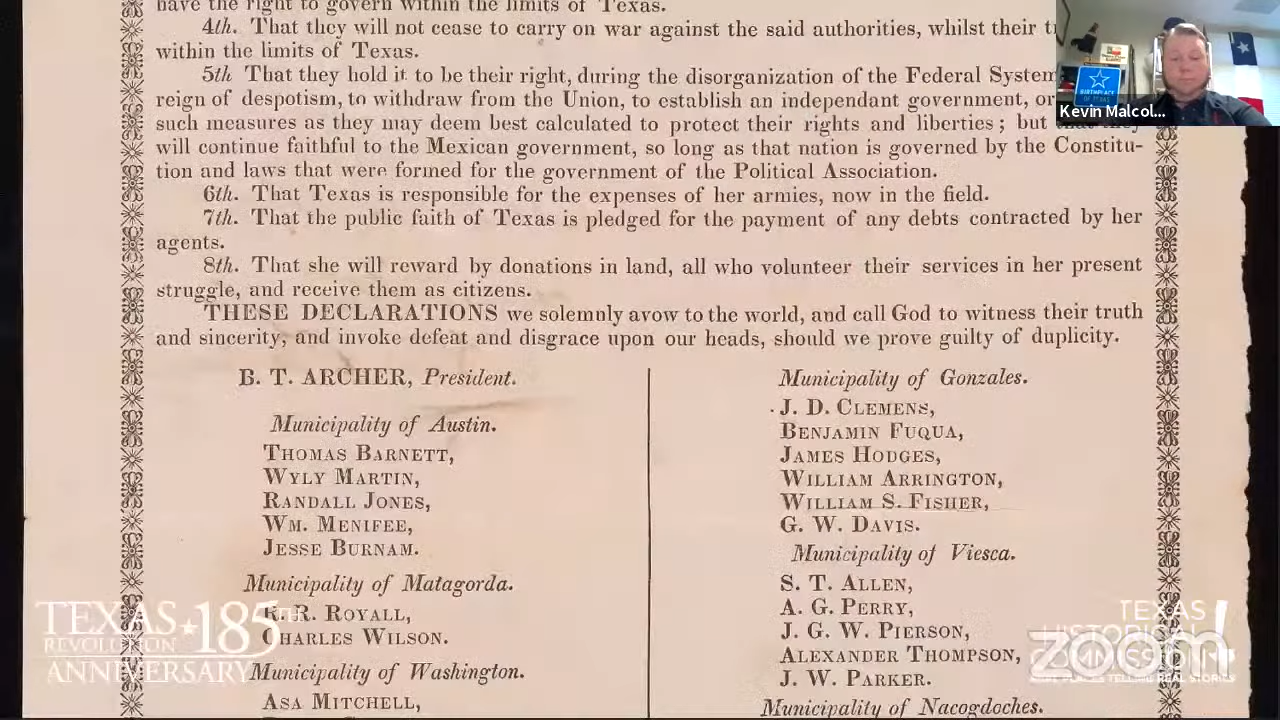 have the right to govern within the limits of Texas.
4th. That they will not cease to carry on war against the said authorities, whilst their
within the limits of Texas.
5th That they hold it to be their right, during the disorganization of the Federal System
reign of despotism, to withdraw from the Union, to establish an independant government, or
such measures as they may deem best calculated to protect their rights and liberties; but that they
will continue faithful to the Mexican government, so long as that nation is governed by the Constitu-
tion and laws that were formed for the government of the Political Association.
6th. That Texas is responsible for the expenses of her armies, now in the field.
7th. That the public faith of Texas is pledged for the payment of any debts contracted by her
agents.
8th. That she will reward by donations in land, all who volunteer their services in her present
struggle, and receive them as citizens.
THESE DECLARATIONS we solemnly avow to the world, and call God to witness their truth
and sincerity, and invoke defeat and disgrace upon our heads, should we prove guilty of duplicity.
B. T. ARCHER, President.
Municipality of Austin.
THOMAS BARNETT,
WYLY MARTIN,
RANDALL JONES,
WM. MENIFEE,
JESSE BURNAM.
Municipality of Matagorda.
R. R. ROYALL,
CHARLES WILSON.
Municipality of Washington.
ASA MITCHELL,
Municipality of Gonzales.
J. D. CLEMENS,
BENJAMIN FUQUA,
JAMES HODGES,
WILLIAM ARRINGTON,
WILLIAM S. FISHER,
G. W. DAVIS.
Municipality of Viesca.
S. T. ALLEN,
A. G. PERRY,
J. G. W. PIERSON,
ALEXANDER THOMPSON,
J. W. PARKER.
Municipality of Nacogdoches.
BIRTHPLACE
OF TEXAS
Kevin Malcol...
TEXAS 185TH
REVOLUTION
ANNIVERSARY
TEXAS
HISTORICAL
COMMISSION
REAL PLACES TELLING REAL STORIES
zoom